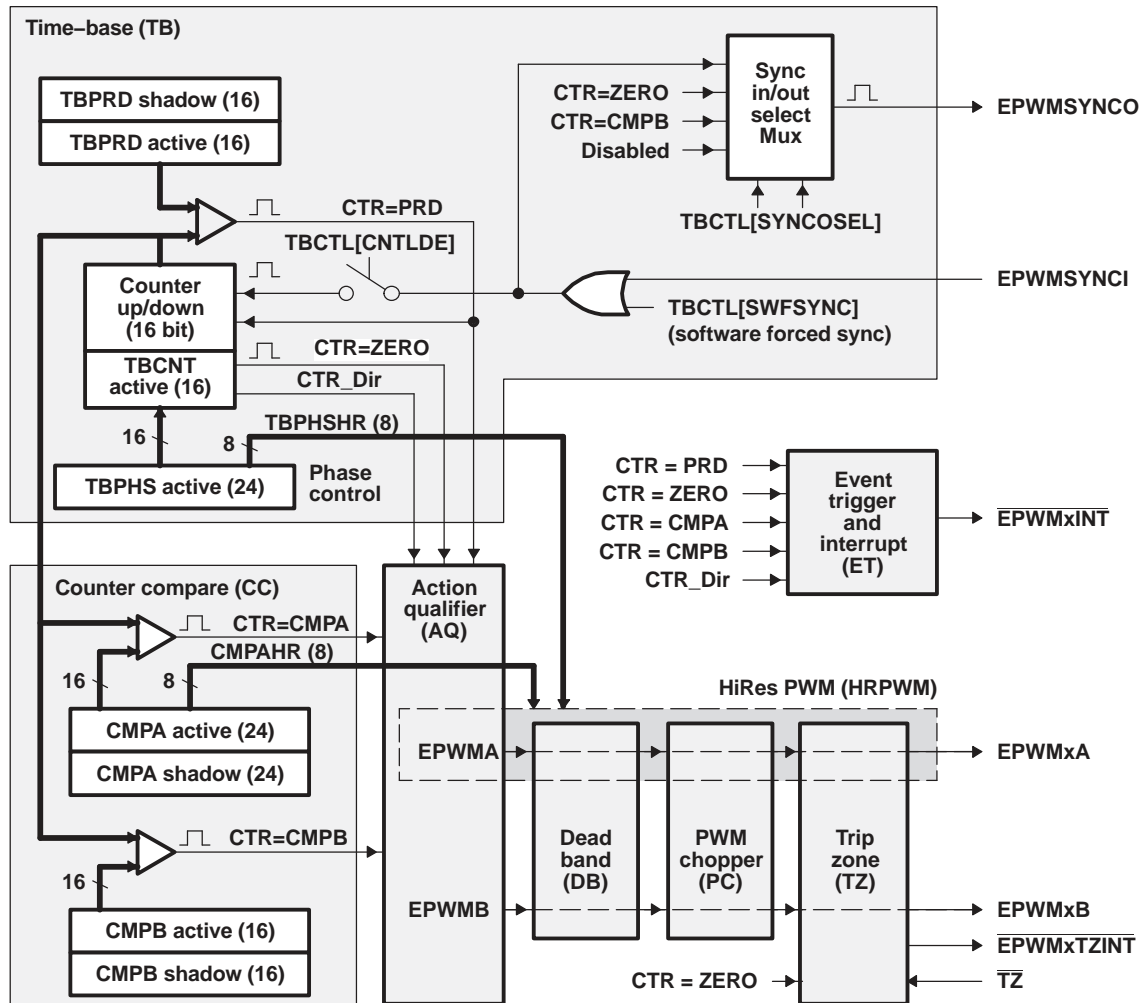 Time–base (TB)
TBPRD shadow (16)
TBPRD active (16)
CTR=PRD
TBCTL[CNTLDE]
Counter
up/down
(16 bit)
TBCNT
active (16)
CTR=ZERO
CTR_Dir
16
8
TBPHSHR (8)
TBPHS active (24)
Phase
control
CTR=ZERO
CTR=CMPB
Disabled
Sync
in/out
select
Mux
TBCTL[SYNCOSEL]
EPWMSYNCO
EPWMSYNCI
TBCTL[SWFSYNC]
(software forced sync)
CTR = PRD
CTR = ZERO
CTR = CMPA
CTR = CMPB
CTR_Dir
Event
trigger
and
interrupt
(ET)
EPWMxINT
Counter compare (CC)
CTR=CMPA
CMPAHR (8)
16
8
CMPA active (24)
CMPA shadow (24)
CTR=CMPB
16
CMPB active (16)
CMPB shadow (16)
Action
qualifier
(AQ)
EPWMA
EPWMB
HiRes PWM (HRPWM)
Dead
band
(DB)
PWM
chopper
(PC)
Trip
zone
(TZ)
CTR = ZERO
EPWMxA
EPWMxB
EPWMxTZINT
TZ